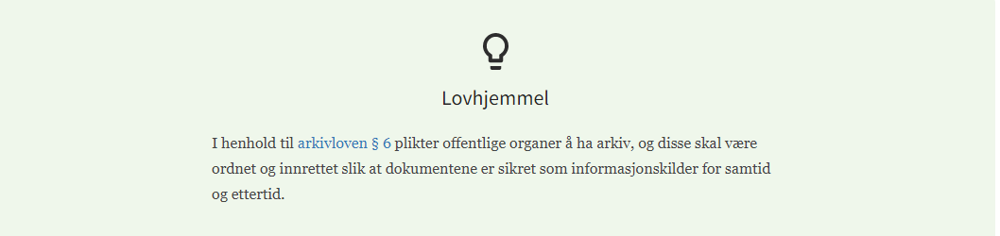 Lovhjemmel
I henhold til arkivloven § 6 plikter offentlige organer å ha arkiv, og disse skal være
ordnet og innrettet slik at dokumentene er sikret som informasjonskilder for samtid
og ettertid.